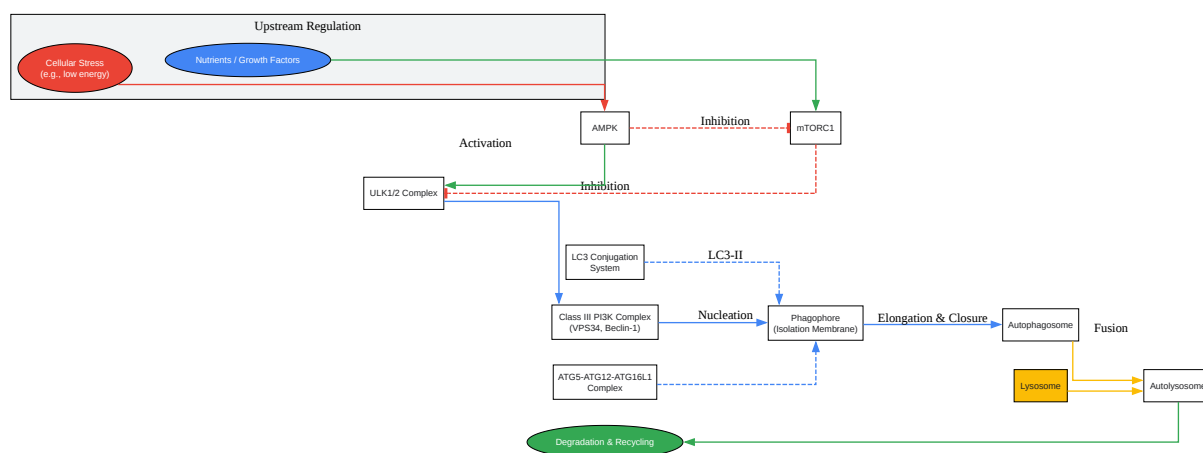 Upstream Regulation
Cellular Stress
(e.g., low energy)
Nutrients / Growth Factors
AMPK
Inhibition
mTORC1
Activation
Inhibition
ULK1/2 Complex
LC3 Conjugation
System
LC3-II
Class III PI3K Complex
(VPS34, Beclin-1)
Nucleation
Phagophore
(Isolation Membrane)
Elongation & Closure
Autophagosome
Fusion
ATG5-ATG12-ATG16L1
Complex
Lysosome
Autolysosome
Degradation & Recycling